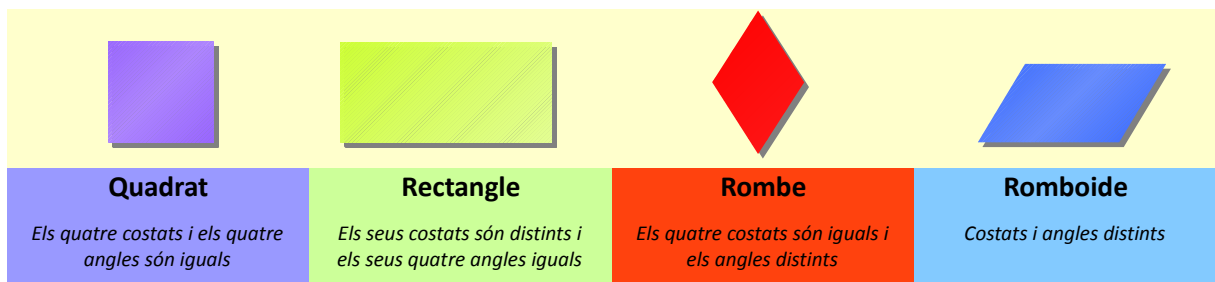 Quadrat
Els quatre costats i els quatre
angles són iguals
Rectangle
Els seus costats són distints i
els seus quatre angles iguals
Rombe
Els quatre costats són iguals i
els angles distints
Romboide
Costats i angles distints